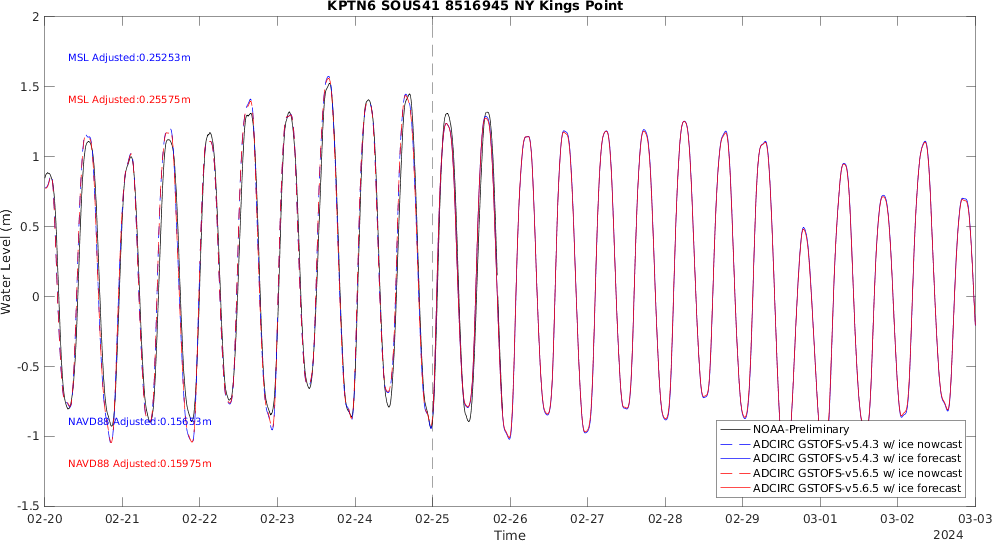 KPTN6 SOUS41 8516945 NY Kings Point
2
1.5
1
0.5
0
-0.5
-1
-1.5
Water Level (m)
MSL Adjusted:0.25253m
MSL Adjusted:0.25575m
NAVD88 Adjusted:0.15653m
NAVD88 Adjusted:0.15975m
NOAA-Preliminary
ADCIRC GSTOFS-v5.4.3 w/ ice nowcast
ADCIRC GSTOFS-v5.4.3 w/ ice forecast
ADCIRC GSTOFS-v5.6.5 w/ ice nowcast
ADCIRC GSTOFS-v5.6.5 w/ ice forecast
02-20 02-21 02-22 02-23 02-24 02-25 02-26 02-27 02-28 02-29 03-01 03-02 03-03
Time
2024